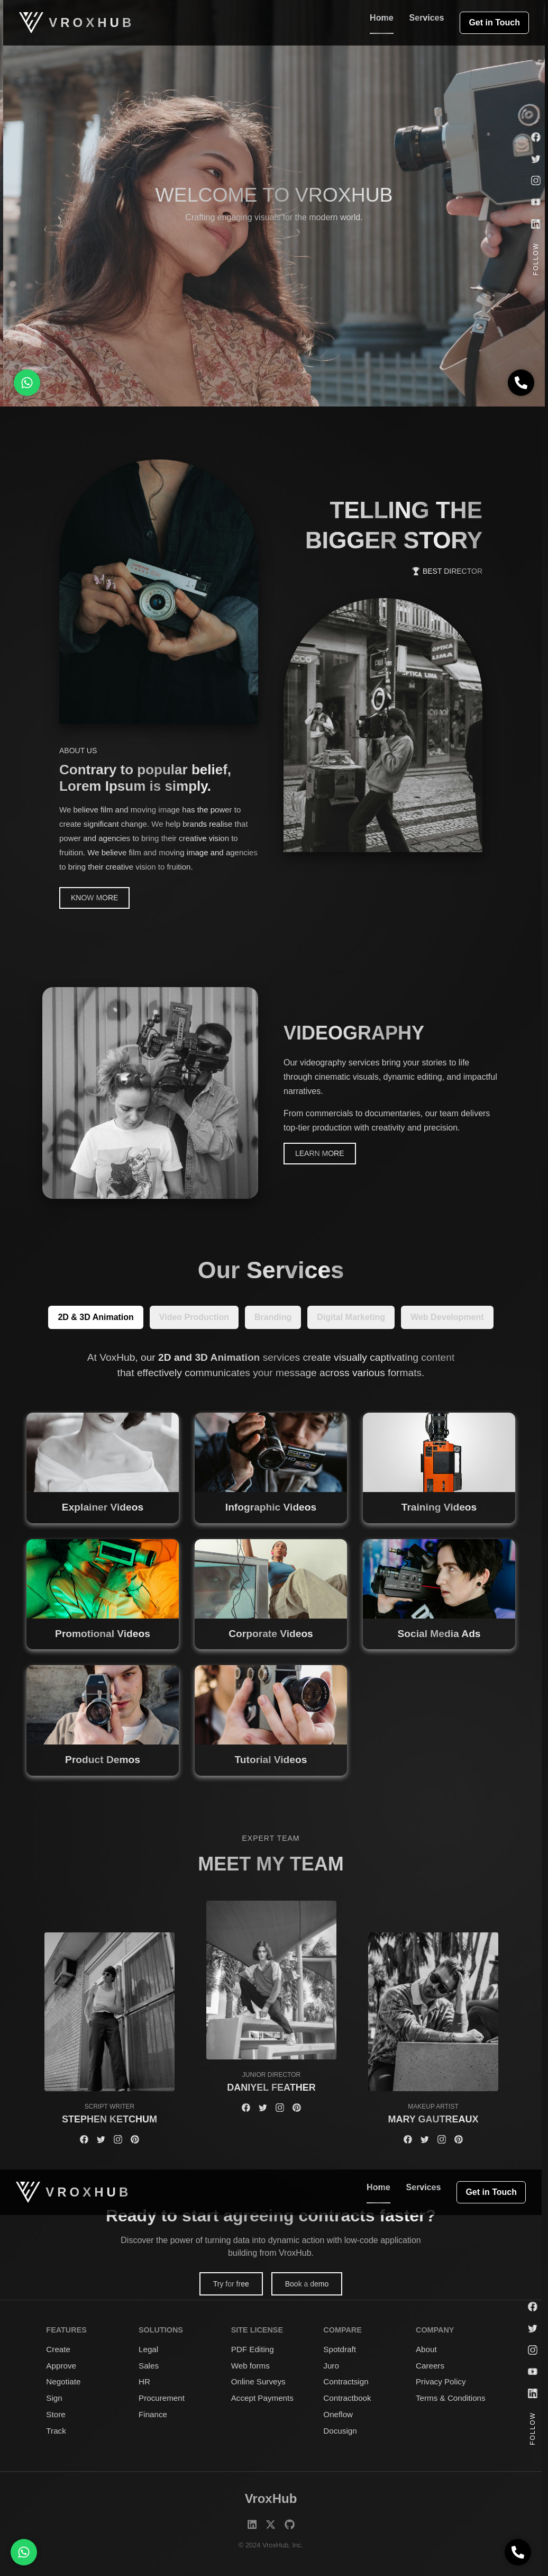 VROXHUB
Home
Services
Get in Touch
WELCOME TO VROXHUB
Crafting engaging visuals for the modern world.
FOLLOW
TELLING THE
BIGGER STORY
BEST DIRECTOR
OPTICA
LIMA
OPTICA LIMA
ABOUT US
Contrary to popular belief,
Lorem Ipsum is simply.
We believe film and moving image has the power to
create significant change. We help brands realise that
power and agencies to bring their creative vision to
fruition. We believe film and moving image and agencies
to bring their creative vision to fruition.
KNOW MORE
VIDEOGRAPHY
Our videography services bring your stories to life
through cinematic visuals, dynamic editing, and impactful
narratives.
From commercials to documentaries, our team delivers
top-tier production with creativity and precision.
LEARN MORE
Our Services
2D & 3D Animation
Video Production
Branding
Digital Marketing
Web Development
At VoxHub, our 2D and 3D Animation services create visually captivating content
that effectively communicates your message across various formats.
Explainer Videos
Infographic Videos
Training Videos
Promotional Videos
Corporate Videos
Social Media Ads
Product Demos
Tutorial Videos
EXPERT TEAM
MEET MY TEAM
SCRIPT WRITER
STEPHEN KETCHUM
JUNIOR DIRECTOR
DANIYEL FEATHER
MAKEUP ARTIST
MARY GAUTREAUX
VROXHUB
Home
Services
Get in Touch
Ready to start agreeing contracts faster?
Discover the power of turning data into dynamic action with low-code application
building from VroxHub.
Try for free
Book a demo
FEATURES
Create
Approve
Negotiate
Sign
Store
Track
SOLUTIONS
Legal
Sales
HR
Procurement
Finance
SITE LICENSE
PDF Editing
Web forms
Online Surveys
Accept Payments
COMPARE
Spotdraft
Juro
Contractsign
Contractbook
Oneflow
Docusign
COMPANY
About
Careers
Privacy Policy
Terms & Conditions
FOLLOW
VroxHub
© 2024 VroxHub, Inc.